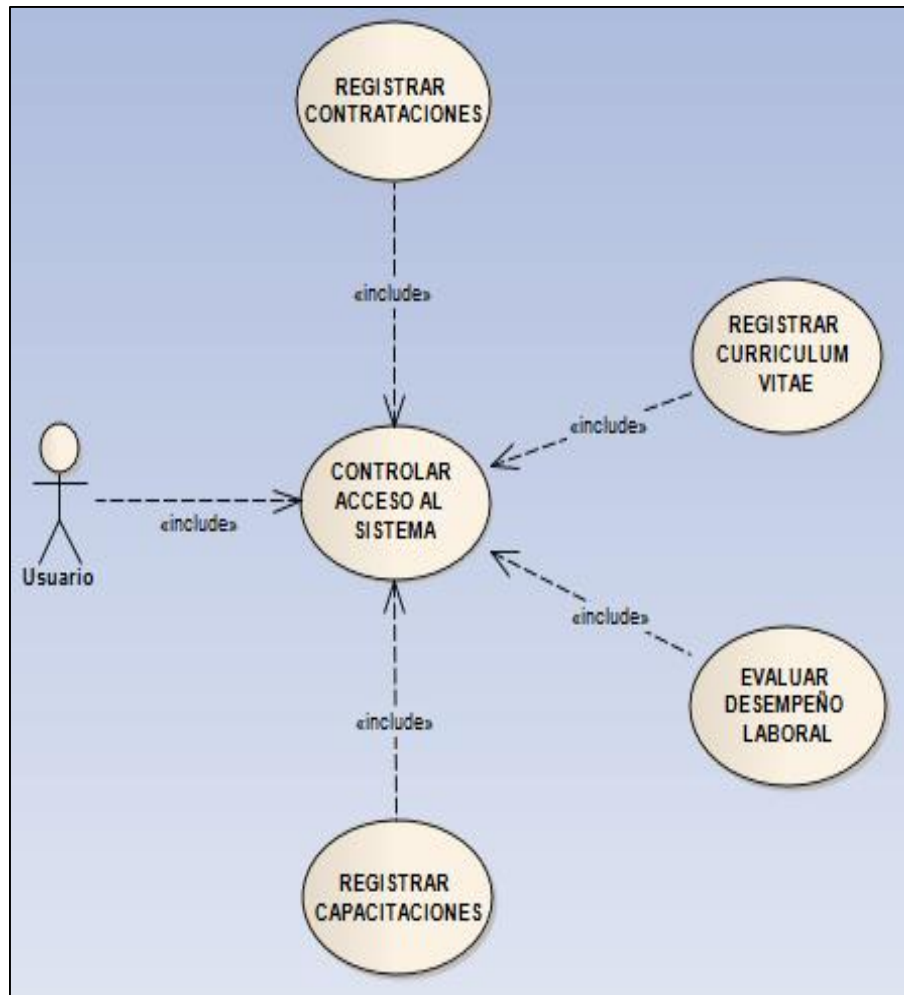 REGISTRAR
CONTRATACIONES
«include»
REGISTRAR
CURRICULUM
VITAE
«include»
CONTROLAR
ACCESO AL
SISTEMA
«include»
Usuario
«include»
EVALUAR
DESEMPEÑO
LABORAL
«include»
REGISTRAR
CAPACITACIONES